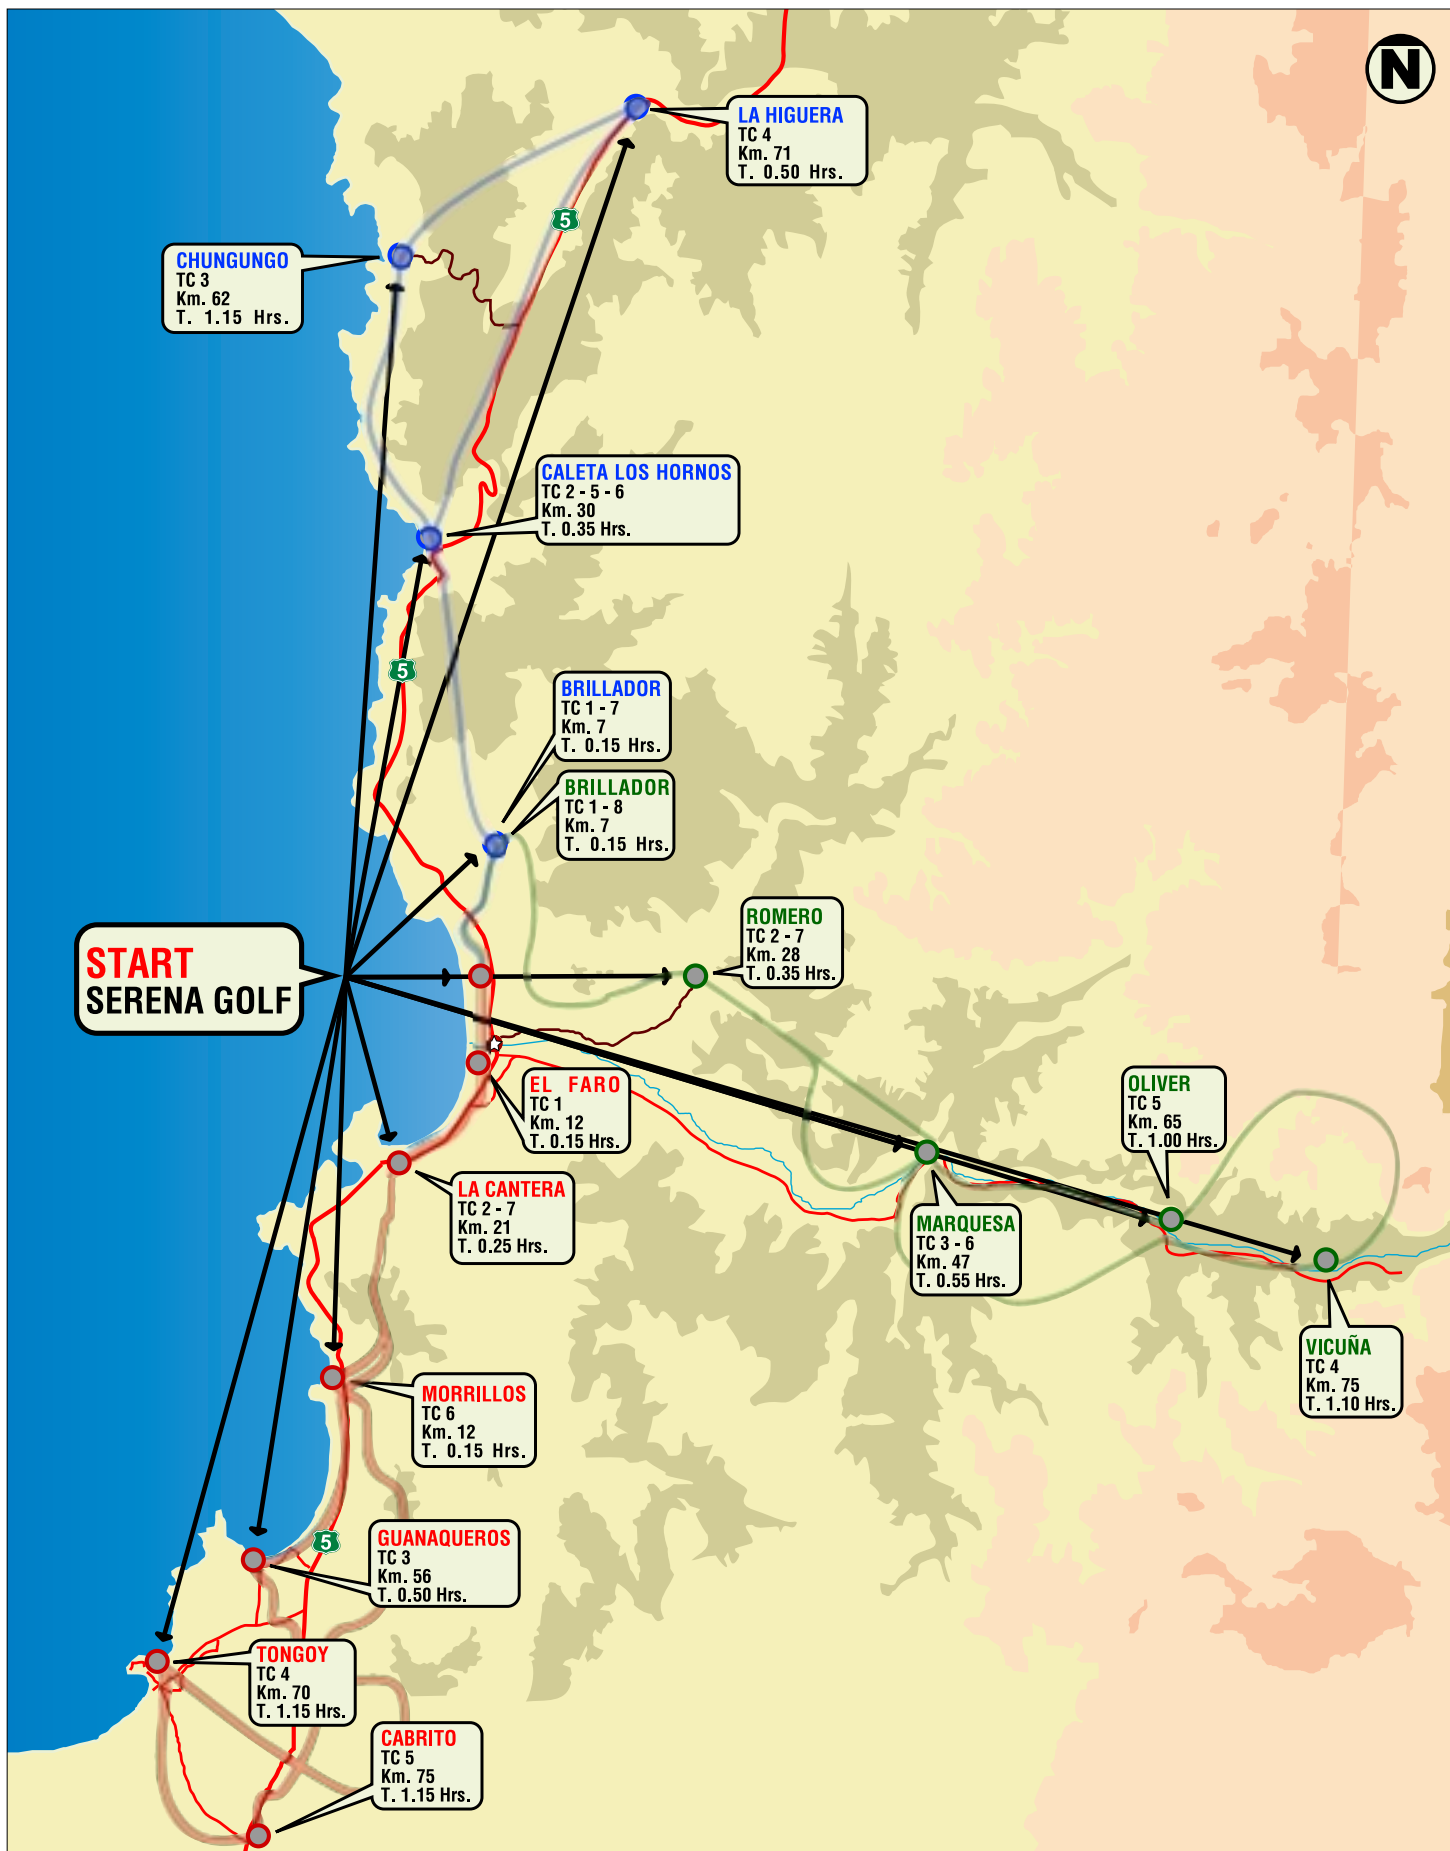 N
LA HIGUERA
TC 4
Km. 71
T. 0.50 Hrs.
5
CHUNGUNGO
TC 3
Km. 62
T. 1.15 Hrs.
CALETA LOS HORNOS
TC 2 - 5 - 6
Km. 30
T. 0.35 Hrs.
5
BRILLADOR
TC 1 - 7
Km. 7
T. 0.15 Hrs.
BRILLADOR
TC 1 - 8
Km. 7
T. 0.15 Hrs.
ROMERO
TC 2 - 7
Km. 28
T. 0.35 Hrs.
START
SERENA GOLF
EL FARO
TC 1
Km. 12
T. 0.15 Hrs.
OLIVER
TC 5
Km. 65
T. 1.00 Hrs.
LA CANTERA
TC 2 - 7
Km. 21
T. 0.25 Hrs.
MARQUESA
TC 3 - 6
Km. 47
T. 0.55 Hrs.
VICUÑA
TC 4
Km. 75
T. 1.10 Hrs.
MORRILLOS
TC 6
Km. 12
T. 0.15 Hrs.
5
GUANAQUEROS
TC 3
Km. 56
T. 0.50 Hrs.
TONGOY
TC 4
Km. 70
T. 1.15 Hrs.
CABRITO
TC 5
Km. 75
T. 1.15 Hrs.